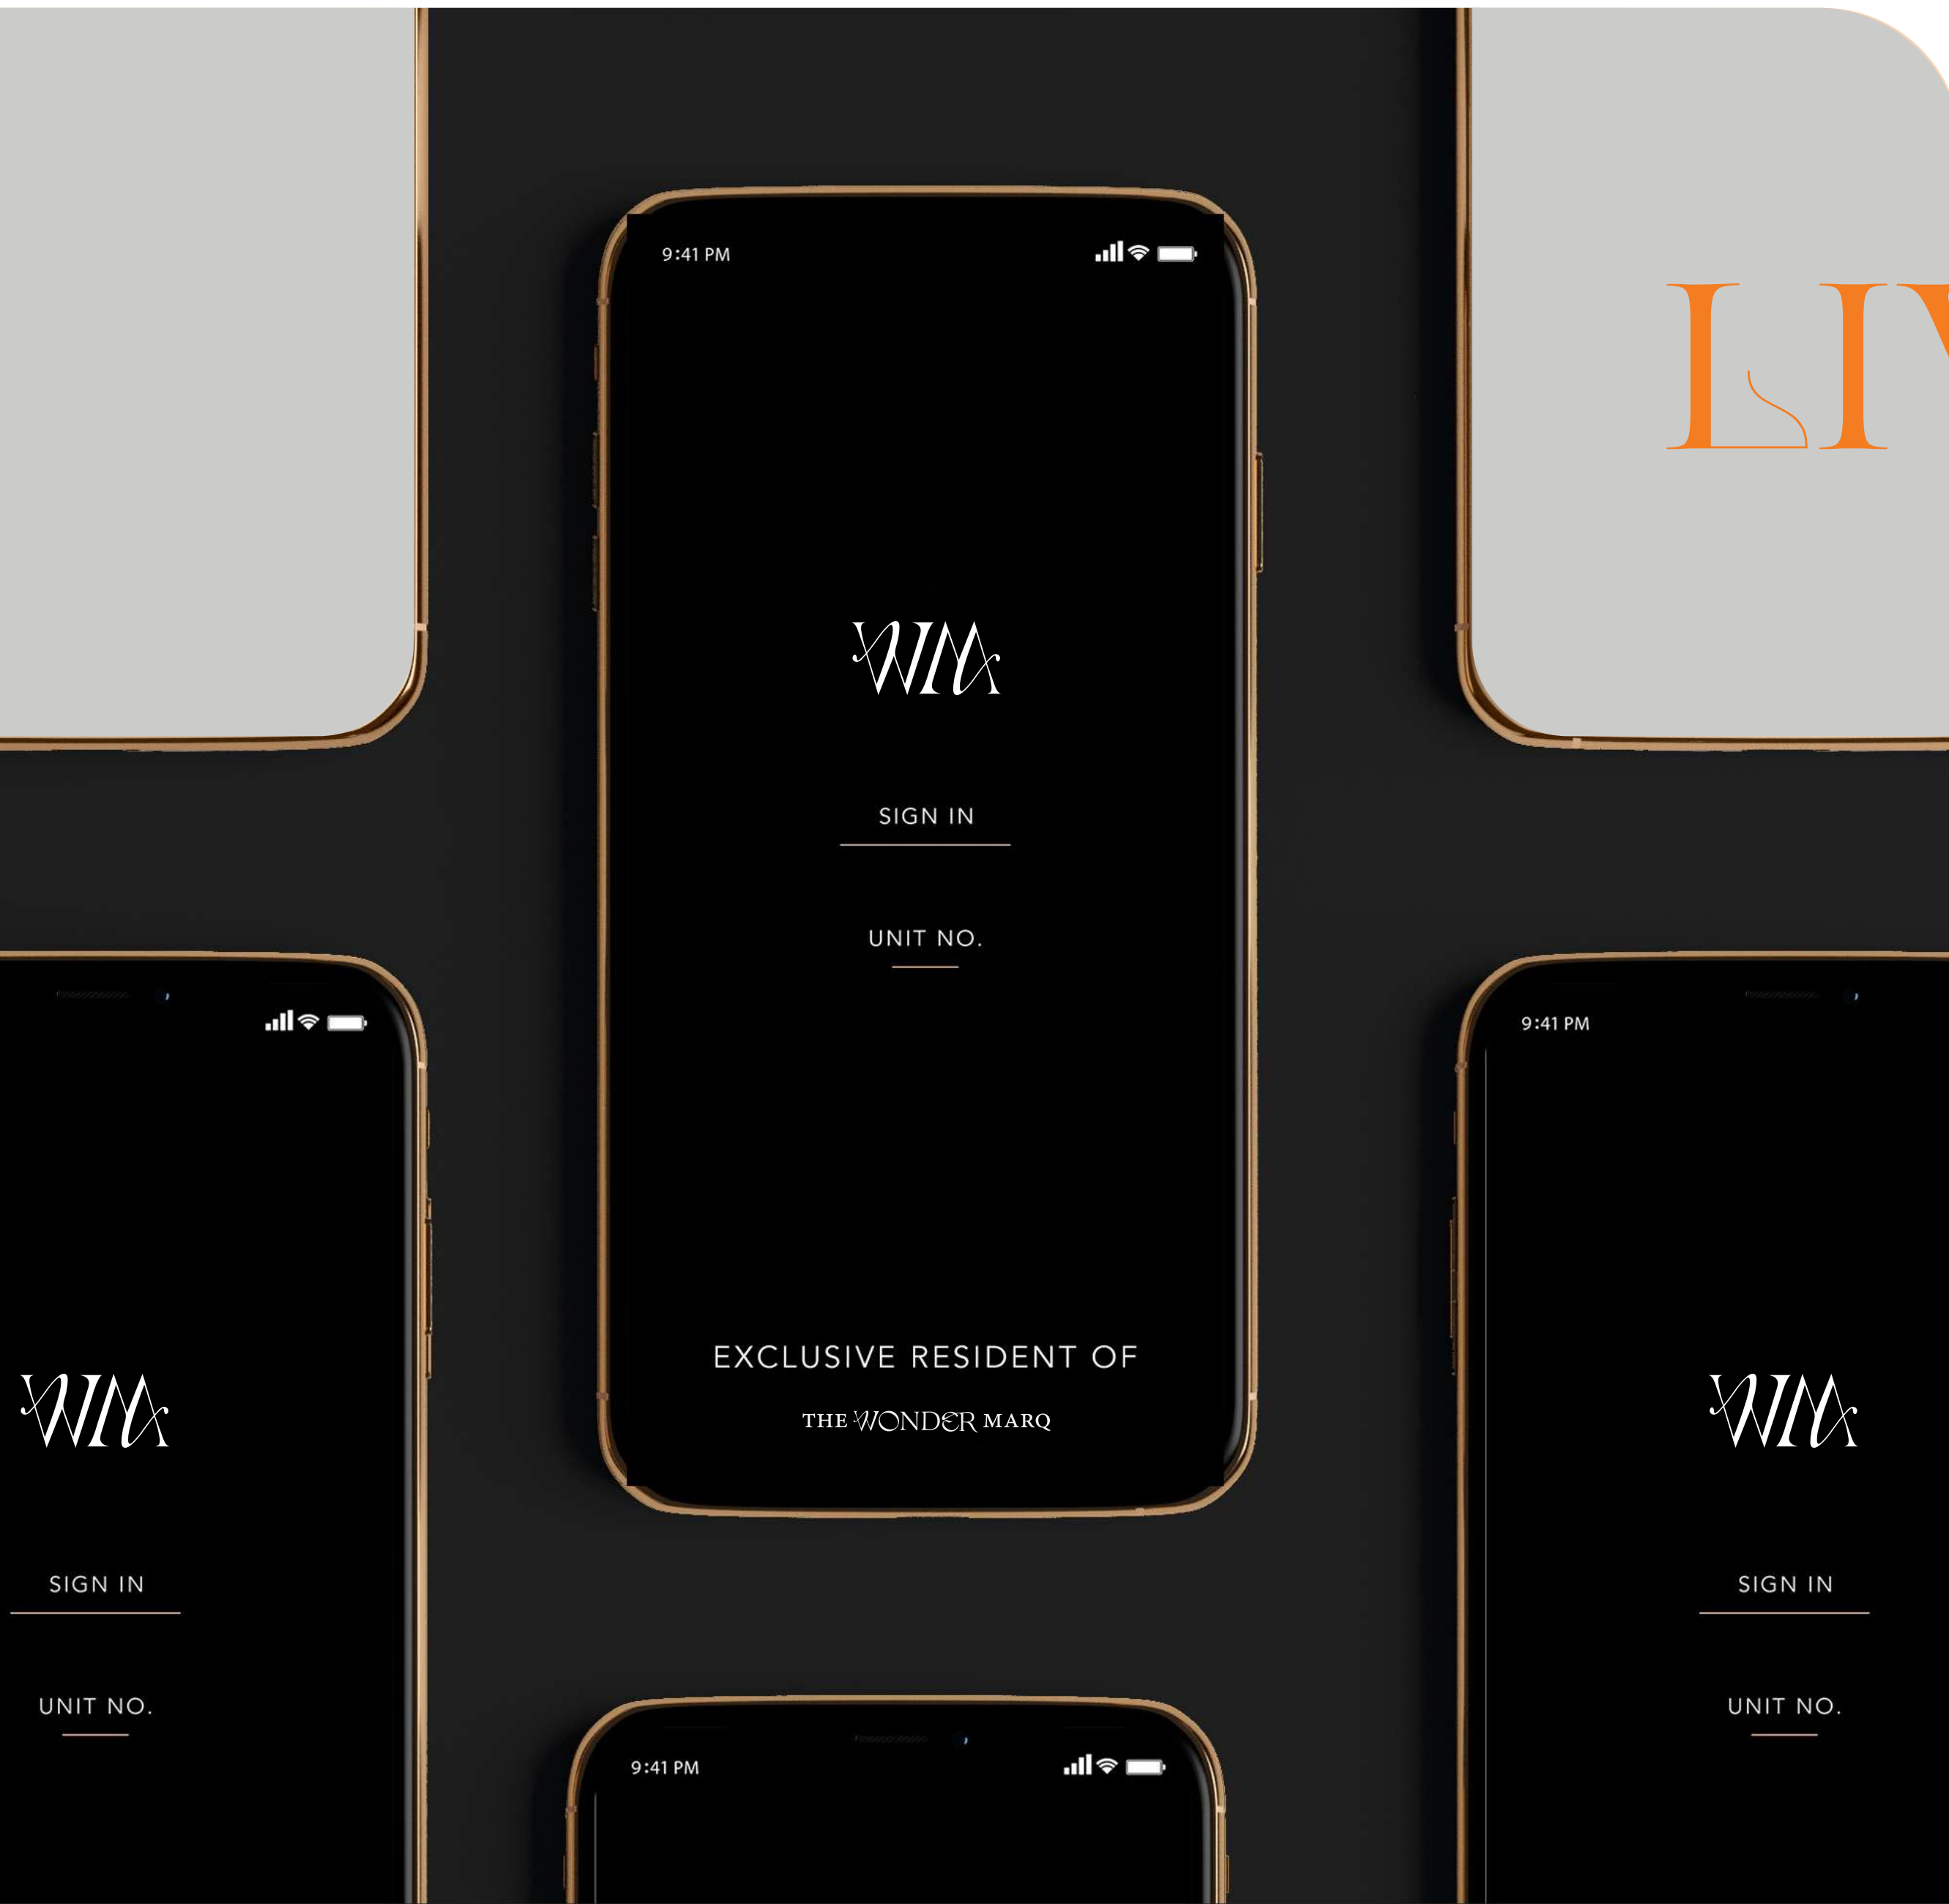 9:41 PM
LIV
WM
SIGN IN
UNIT NO.
EXCLUSIVE RESIDENT OF
THE WONDER MARQ
WM
SIGN IN
UNIT NO.
9:41 PM
WM
SIGN IN
UNIT NO.
9:41 PM